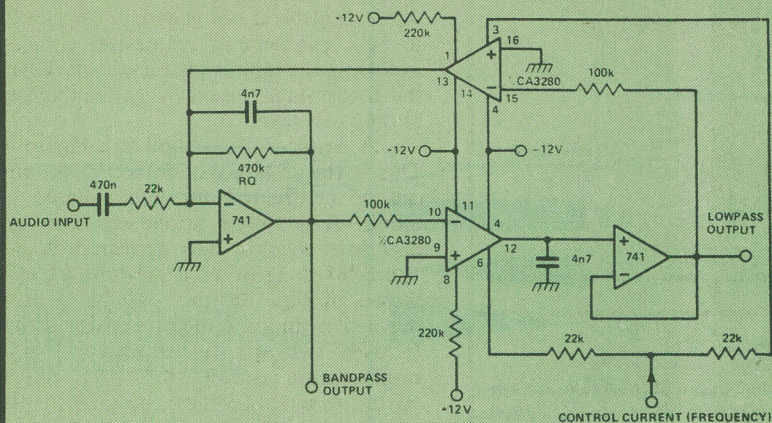 +12V
220k
3
16
1
+
CA3280
13
14
−
15
4
100k
4n7
470k
RQ
+12V
−12V
470n
22k
AUDIO INPUT
−
741
+
100k
10
−
11
4
½CA3280
12
9
+
6
8
4n7
+
741
−
LOWPASS
OUTPUT
220k
22k
22k
+12V
BANDPASS
OUTPUT
CONTROL CURRENT (FREQUENCY)